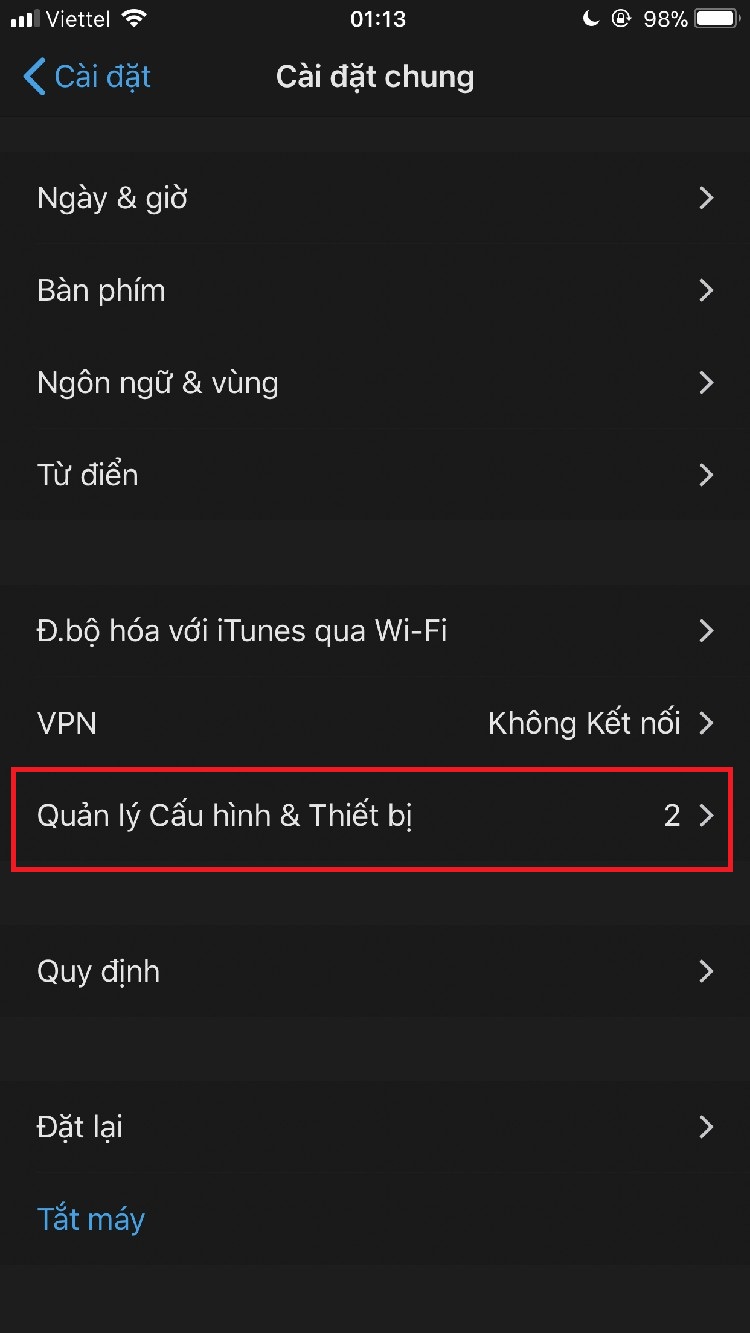 Viettel 01:13 98%
Cài đặt Cài đặt chung
Ngày & giờ
Bàn phím
Ngôn ngữ & vùng
Từ điển
Đ.bộ hóa với iTunes qua Wi-Fi
VPN Không Kết nối
Quản lý Cấu hình & Thiết bị 2
Quy định
Đặt lại
Tắt máy